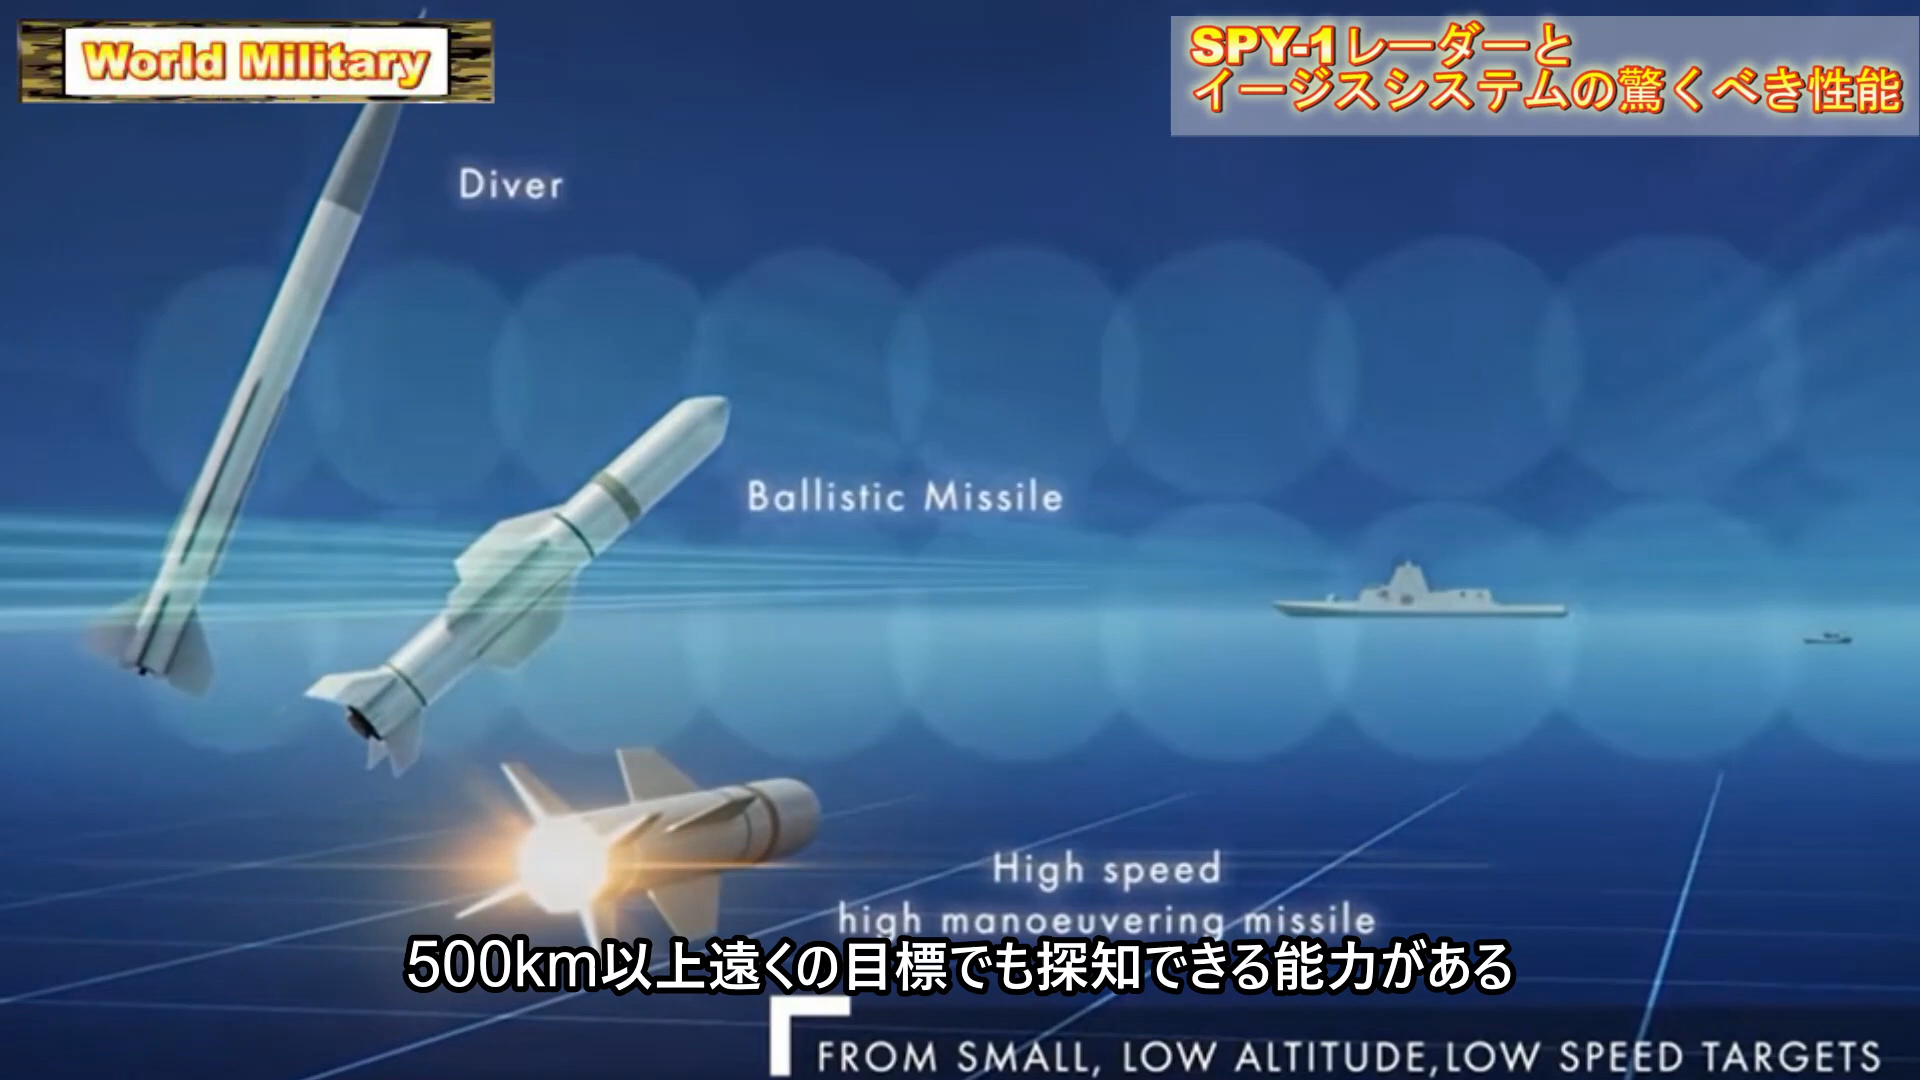 World Military
SPY-1レーダーと
イージスシステムの驚くべき性能
Diver
Ballistic Missile
High speed
high manoeuvering missile
500km以上遠くの目標でも探知できる能力がある
FROM SMALL, LOW ALTITUDE,LOW SPEED TARGETS